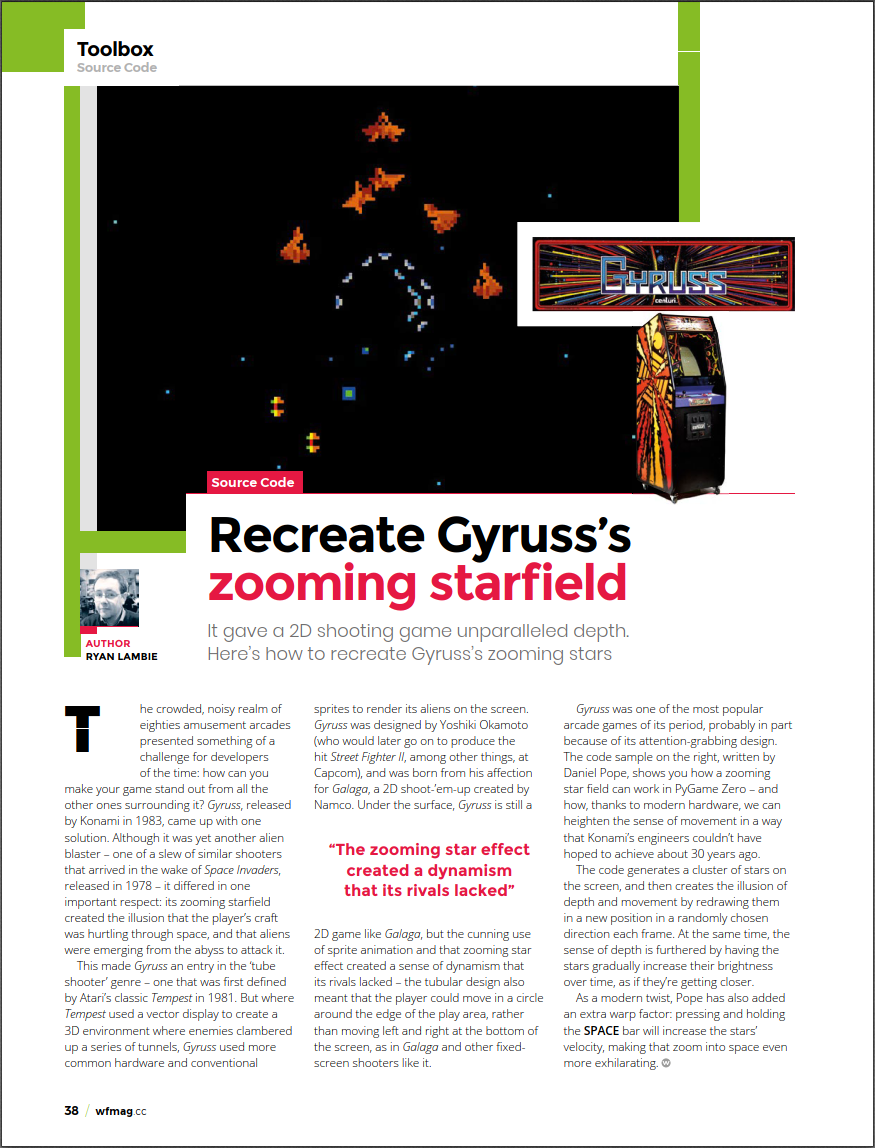 Toolbox
Source Code
GYRUSS
centuri
Source Code
Recreate Gyruss’s
zooming starfield
It gave a 2D shooting game unparalleled depth.
Here’s how to recreate Gyruss’s zooming stars
AUTHOR
RYAN LAMBIE
The crowded, noisy realm of
eighties amusement arcades
presented something of a
challenge for developers
of the time: how can you
make your game stand out from all the
other ones surrounding it? Gyruss, released
by Konami in 1983, came up with one
solution. Although it was yet another alien
blaster – one of a slew of similar shooters
that arrived in the wake of Space Invaders,
released in 1978 – it differed in one
important respect: its zooming starfield
created the illusion that the player’s craft
was hurtling through space, and that aliens
were emerging from the abyss to attack it.
This made Gyruss an entry in the ‘tube
shooter’ genre – one that was first defined
by Atari’s classic Tempest in 1981. But where
Tempest used a vector display to create a
3D environment where enemies clambered
up a series of tunnels, Gyruss used more
common hardware and conventional
sprites to render its aliens on the screen.
Gyruss was designed by Yoshiki Okamoto
(who would later go on to produce the
hit Street Fighter II, among other things, at
Capcom), and was born from his affection
for Galaga, a 2D shoot-’em-up created by
Namco. Under the surface, Gyruss is still a
“The zooming star effect
created a dynamism
that its rivals lacked”
2D game like Galaga, but the cunning use
of sprite animation and that zooming star
effect created a sense of dynamism that
its rivals lacked – the tubular design also
meant that the player could move in a circle
around the edge of the play area, rather
than moving left and right at the bottom of
the screen, as in Galaga and other fixed-
screen shooters like it.
Gyruss was one of the most popular
arcade games of its period, probably in part
because of its attention-grabbing design.
The code sample on the right, written by
Daniel Pope, shows you how a zooming
star field can work in PyGame Zero – and
how, thanks to modern hardware, we can
heighten the sense of movement in a way
that Konami’s engineers couldn’t have
hoped to achieve about 30 years ago.
The code generates a cluster of stars on
the screen, and then creates the illusion of
depth and movement by redrawing them
in a new position in a randomly chosen
direction each frame. At the same time, the
sense of depth is furthered by having the
stars gradually increase their brightness
over time, as if they’re getting closer.
As a modern twist, Pope has also added
an extra warp factor: pressing and holding
the SPACE bar will increase the stars’
velocity, making that zoom into space even
more exhilarating.
38 / wfmag.cc